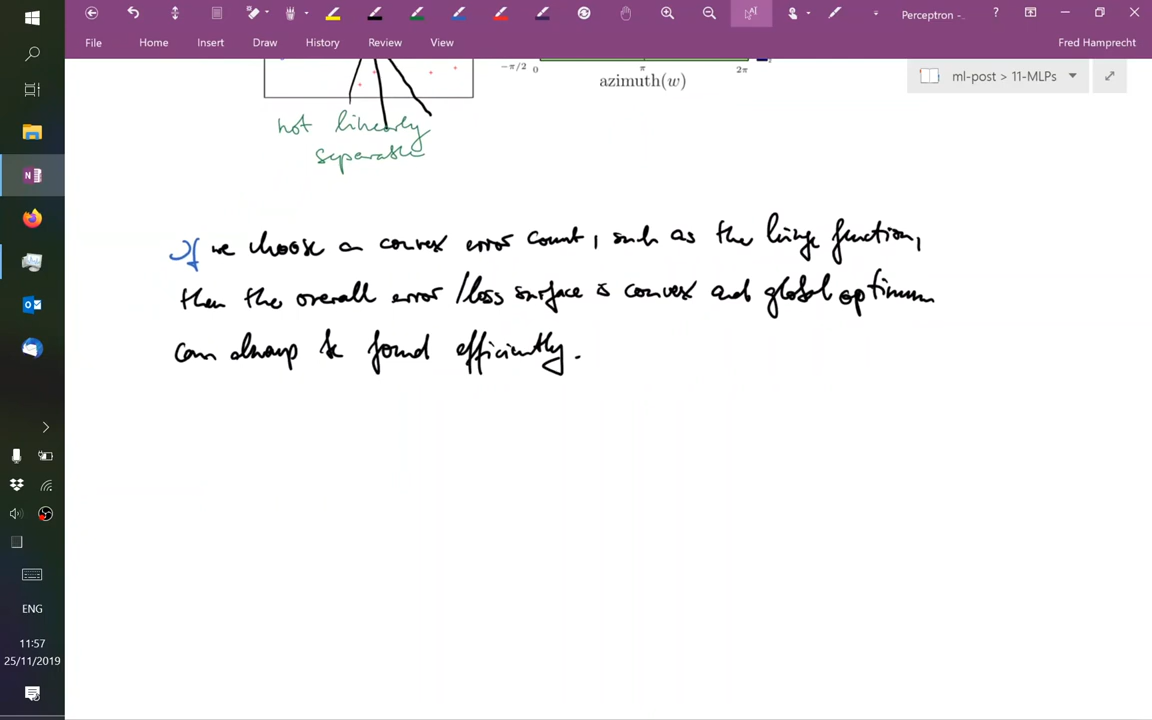 Perceptron -..
?
File
Home
Insert
Draw
History
Review
View
Fred Hamprecht
−π/2
0
π
2π
azimuth(w)
ml-post > 11-MLPs
not linearly
separable
If we choose a convex error count, such as the hinge function,
then the overall error/loss surface is convex and global optimum
can always be found efficiently.
ENG
11:57
25/11/2019